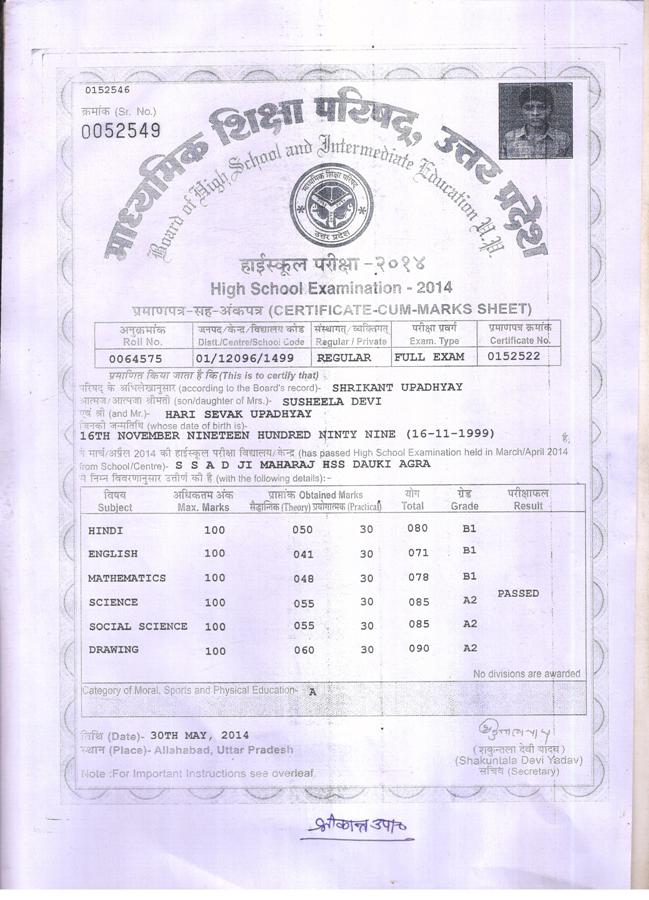 0152546
क्रमांक (Sr. No.)
0052549
माध्यमिक शिक्षा परिषद, उत्तर प्रदेश
Board of High School and Intermediate Education U.P.
माध्यमिक शिक्षा परिषद
उत्तर प्रदेश
हाईस्कूल परीक्षा -२०१४
High School Examination - 2014
प्रमाणपत्र-सह-अंकपत्र (CERTIFICATE-CUM-MARKS SHEET)
अनुक्रमांक जनपद/केन्द्र/विद्यालय कोड संस्थागत/व्यक्तिगत परीक्षा प्रवर्ग प्रमाणपत्र क्रमांक
Roll No. Distt./Centre/School Code Regular / Private Exam. Type Certificate No.
0064575 01/12096/1499 REGULAR FULL EXAM 0152522
प्रमाणित किया जाता है कि (This is to certify that)
परिषद के अभिलेखानुसार (according to the Board's record)- SHRIKANT UPADHYAY
आत्मज/आत्मजा श्रीमती (son/daughter of Mrs.)- SUSHEELA DEVI
एवं श्री (and Mr.)- HARI SEVAK UPADHYAY
जिनकी जन्मतिथि (whose date of birth is)-
16TH NOVEMBER NINETEEN HUNDRED NINTY NINE (16-11-1999) है,
ने मार्च/अप्रैल 2014 की हाईस्कूल परीक्षा विद्यालय/केन्द्र (has passed High School Examination held in March/April 2014
from School/Centre)- S S A D JI MAHARAJ HSS DAUKI AGRA
से निम्न विवरणानुसार उत्तीर्ण की है (with the following details):-
विषय अधिकतम अंक प्राप्तांक Obtained Marks योग ग्रेड परीक्षाफल
Subject Max. Marks सैद्धान्तिक (Theory) प्रयोगात्मक (Practical) Total Grade Result
HINDI 100 050 30 080 B1
ENGLISH 100 041 30 071 B1
MATHEMATICS 100 048 30 078 B1
PASSED
SCIENCE 100 055 30 085 A2
SOCIAL SCIENCE 100 055 30 085 A2
DRAWING 100 060 30 090 A2
No divisions are awarded
Category of Moral, Sports and Physical Education- A
तिथि (Date)- 30TH MAY, 2014
स्थान (Place)- Allahabad, Uttar Pradesh
(शकुन्तला देवी यादव)
(Shakuntala Devi Yadav)
सचिव (Secretary)
Note :For Important Instructions see overleaf.
श्रीकान्त उपा०